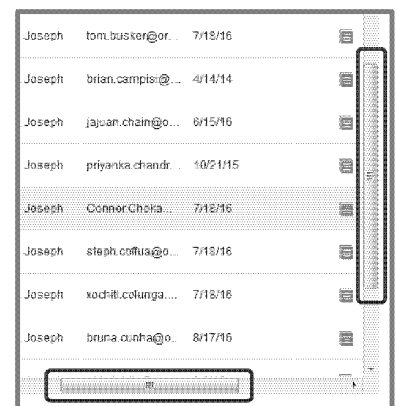 Joseph tom.busker@or... 7/18/16
Joseph brian.campist@... 4/14/14
Joseph jajuan.chain@o... 6/15/16
Joseph priyanka.chandr... 10/21/15
Joseph Connor.Choka... 7/18/16
Joseph steph.coffua@o... 7/18/16
Joseph xochitl.colunga.... 7/18/16
Joseph bruna.cunha@o... 8/17/16